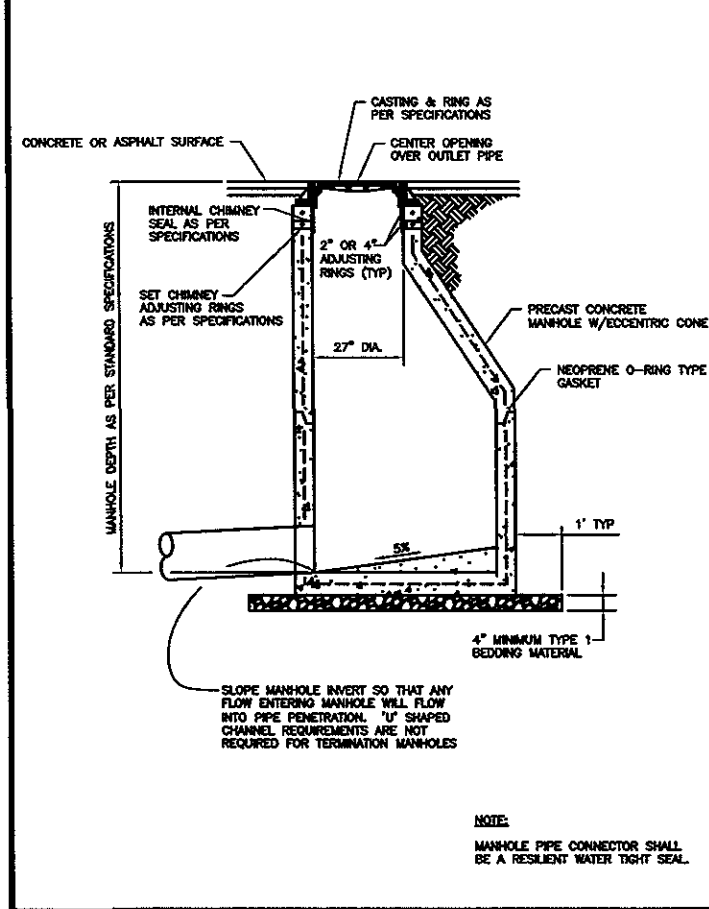 CASTING & RING AS
PER SPECIFICATIONS
CONCRETE OR ASPHALT SURFACE
CENTER OPENING
OVER OUTLET PIPE
INTERNAL CHIMNEY
SEAL AS PER
SPECIFICATIONS
2" OR 4"
ADJUSTING
RINGS (TYP)
SET CHIMNEY
ADJUSTING RINGS
AS PER SPECIFICATIONS
PRECAST CONCRETE
MANHOLE W/ECCENTRIC CONE
27" DIA.
NEOPRENE O-RING TYPE
GASKET
MANHOLE DEPTH AS PER STANDARD SPECIFICATIONS
1' TYP
5%
4" MINIMUM TYPE 1
BEDDING MATERIAL
SLOPE MANHOLE INVERT SO THAT ANY
FLOW ENTERING MANHOLE WILL FLOW
INTO PIPE PENETRATION. "U" SHAPED
CHANNEL REQUIREMENTS ARE NOT
REQUIRED FOR TERMINATION MANHOLES
NOTE:
MANHOLE PIPE CONNECTOR SHALL
BE A RESILIENT WATER TIGHT SEAL.